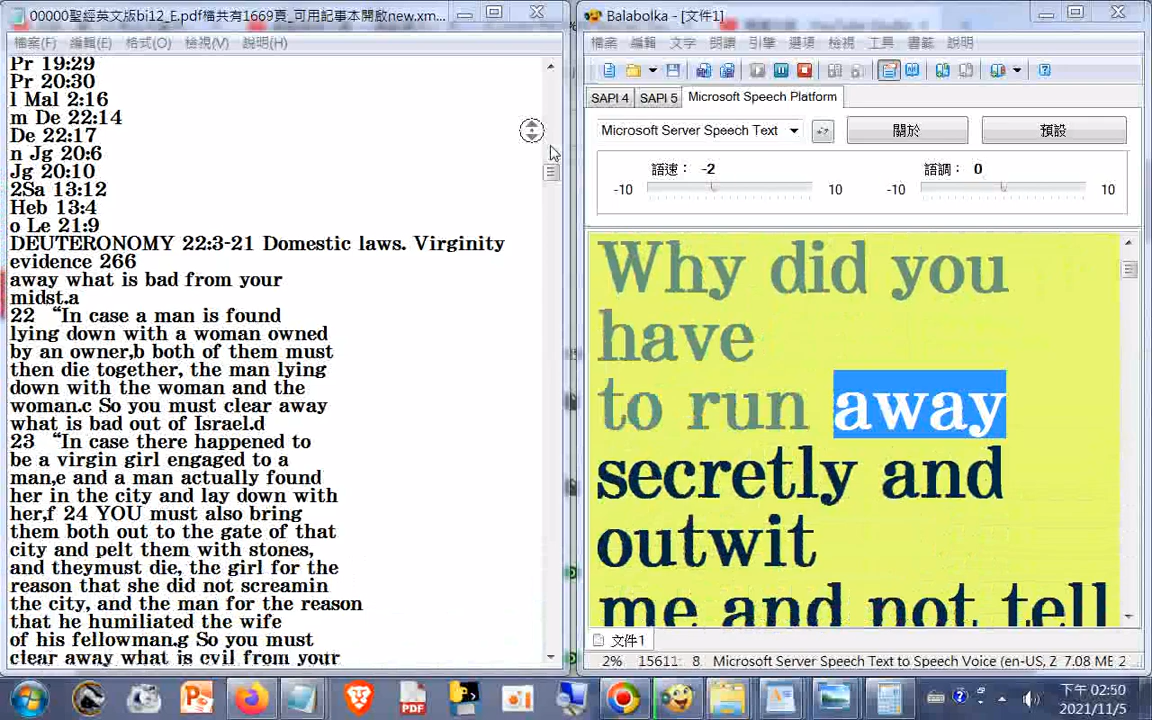 00000聖經英文版bi12_E.pdf檔共有1669頁_可用記事本開啟new.xm...
檔案(F) 編輯(E) 格式(O) 檢視(V) 說明(H)
Pr 19:29
Pr 20:30
l Mal 2:16
m De 22:14
De 22:17
n Jg 20:6
Jg 20:10
2Sa 13:12
Heb 13:4
o Le 21:9
DEUTERONOMY 22:3-21 Domestic laws. Virginity
evidence 266
away what is bad from your
midst.a
22 “In case a man is found
lying down with a woman owned
by an owner,b both of them must
then die together, the man lying
down with the woman and the
woman.c So you must clear away
what is bad out of Israel.d
23 “In case there happened to
be a virgin girl engaged to a
man,e and a man actually found
her in the city and lay down with
her,f 24 YOU must also bring
them both out to the gate of that
city and pelt them with stones,
and theymust die, the girl for the
reason that she did not screamin
the city, and the man for the reason
that he humiliated the wife
of his fellowman.g So you must
clear away what is evil from your
Balabolka - [文件1]
檔案 編輯 文字 朗讀 引擎 選項 檢視 工具 書籤 說明
SAPI 4 SAPI 5 Microsoft Speech Platform
Microsoft Server Speech Text 關於 預設
語速： -2 語調： 0
-10 10 -10 10
Why did you
have
to run away
secretly and
outwit
me and not tell
文件1
2% 15611: 8 Microsoft Server Speech Text to Speech Voice (en-US, Z 7.08 MB 2
PDF
下午 02:50
2021/11/5